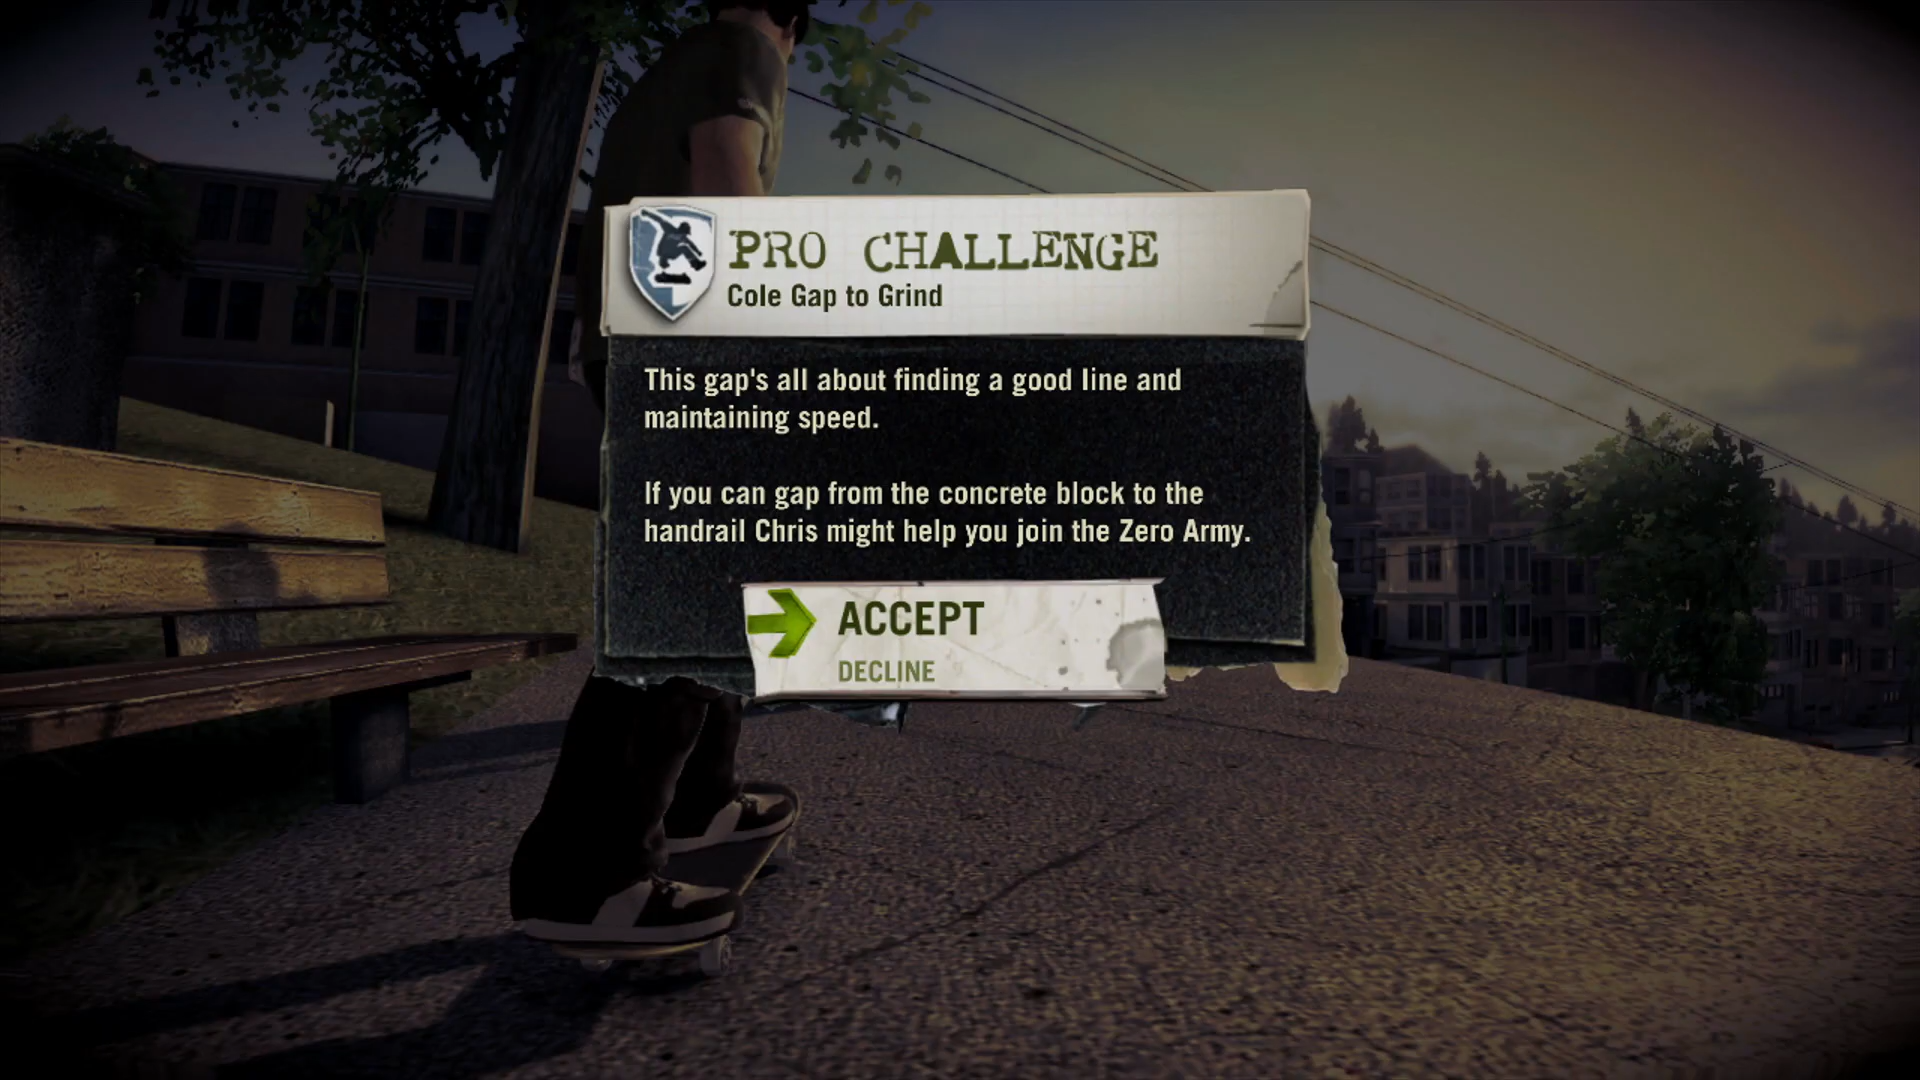 PRO CHALLENGE
Cole Gap to Grind
This gap's all about finding a good line and
maintaining speed.
If you can gap from the concrete block to the
handrail Chris might help you join the Zero Army.
ACCEPT
DECLINE